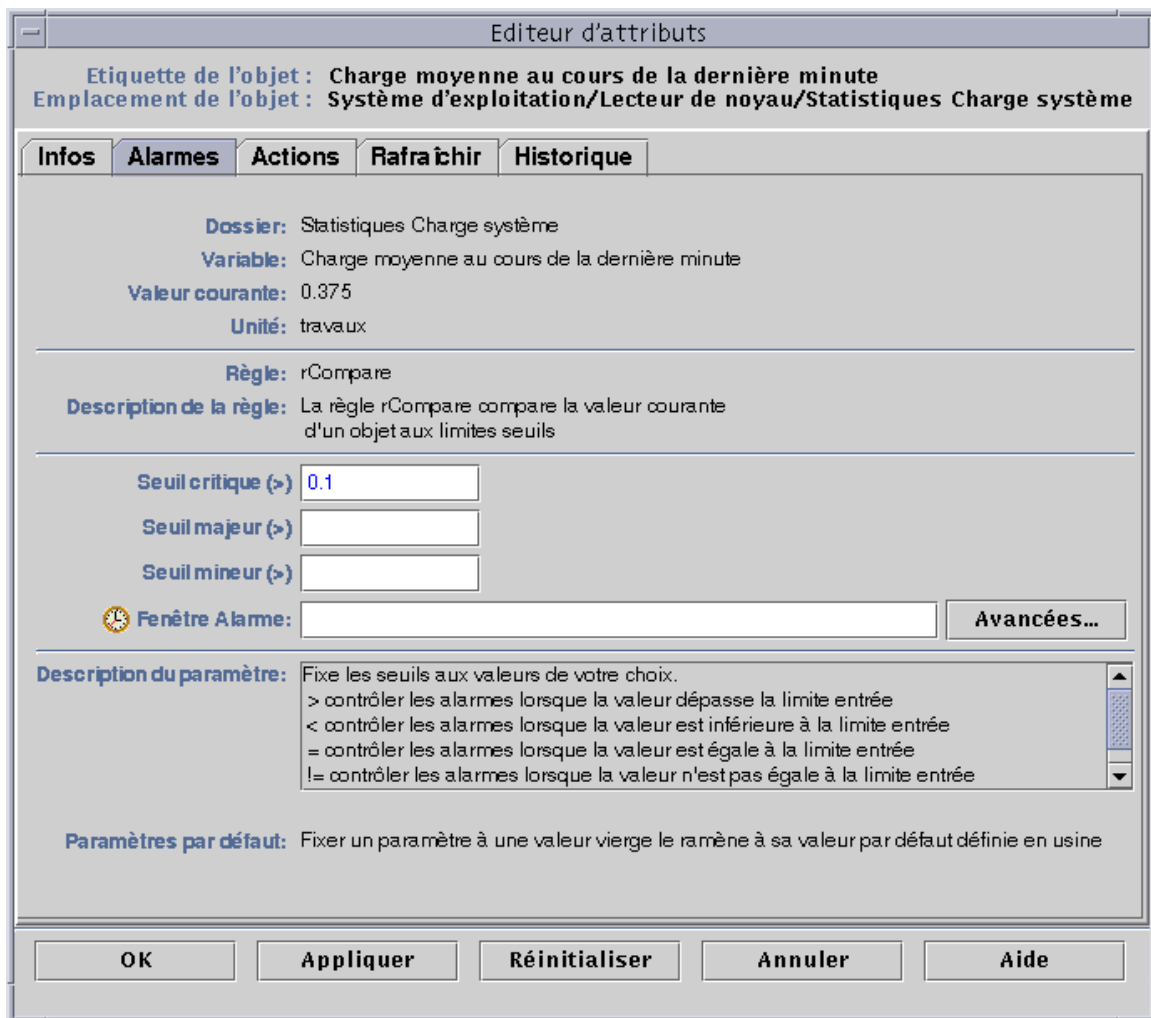 Editeur d'attributs
Etiquette de l'objet : Charge moyenne au cours de la dernière minute
Emplacement de l'objet : Système d'exploitation/Lecteur de noyau/Statistiques Charge système
Infos Alarmes Actions Rafraîchir Historique
Dossier: Statistiques Charge système
Variable: Charge moyenne au cours de la dernière minute
Valeur courante: 0.375
Unité: travaux
Règle: rCompare
Description de la règle: La règle rCompare compare la valeur courante
d'un objet aux limites seuils
Seuil critique (>) 0.1
Seuil majeur (>)
Seuil mineur (>)
Fenêtre Alarme: Avancées...
Description du paramètre: Fixe les seuils aux valeurs de votre choix.
> contrôler les alarmes lorsque la valeur dépasse la limite entrée
< contrôler les alarmes lorsque la valeur est inférieure à la limite entrée
= contrôler les alarmes lorsque la valeur est égale à la limite entrée
!= contrôler les alarmes lorsque la valeur n'est pas égale à la limite entrée
Paramètres par défaut: Fixer un paramètre à une valeur vierge le ramène à sa valeur par défaut définie en usine
OK Appliquer Réinitialiser Annuler Aide